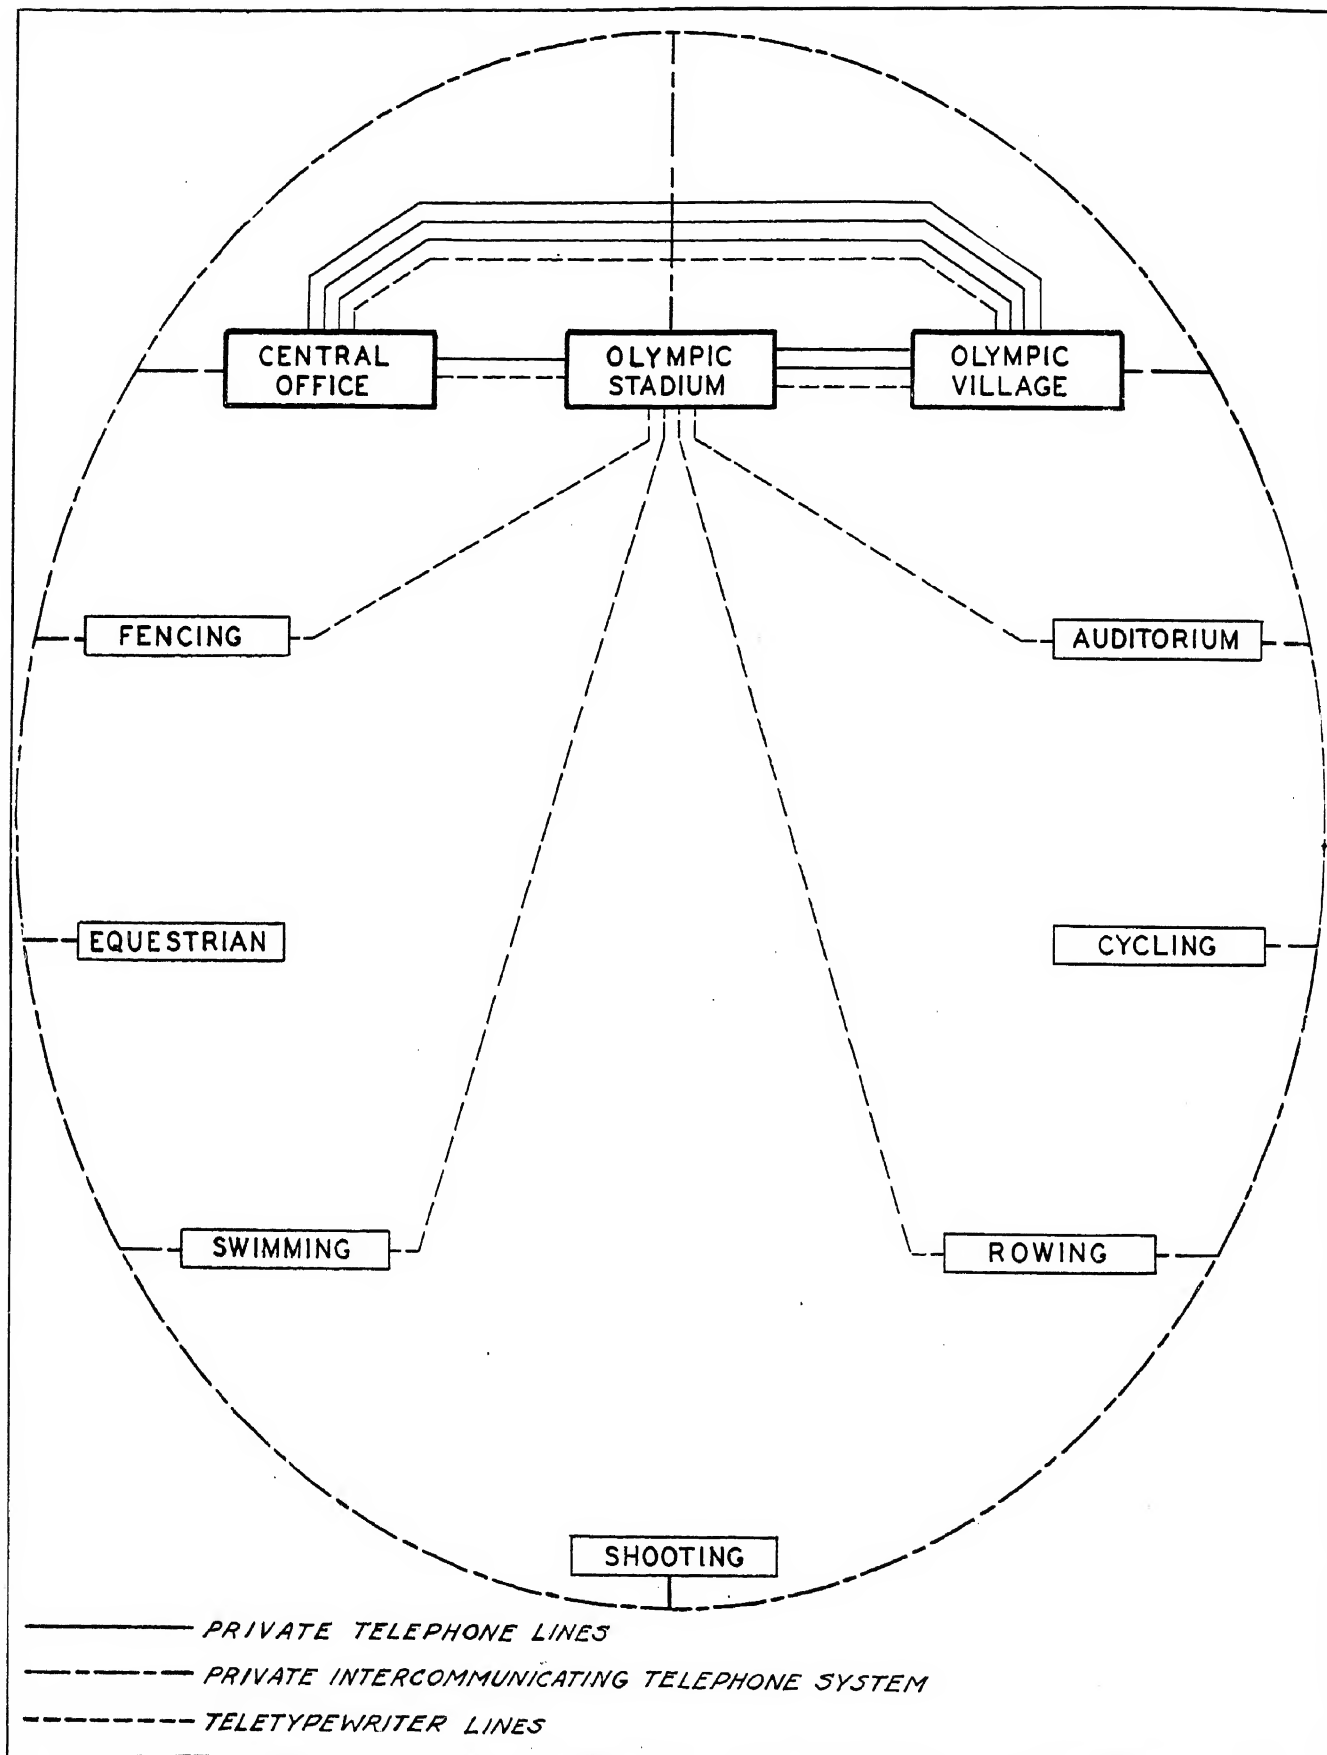 CENTRAL
OFFICE
OLYMPIC
STADIUM
OLYMPIC
VILLAGE
FENCING
AUDITORIUM
EQUESTRIAN
CYCLING
SWIMMING
ROWING
SHOOTING
PRIVATE TELEPHONE LINES
PRIVATE INTERCOMMUNICATING TELEPHONE SYSTEM
TELETYPEWRITER LINES